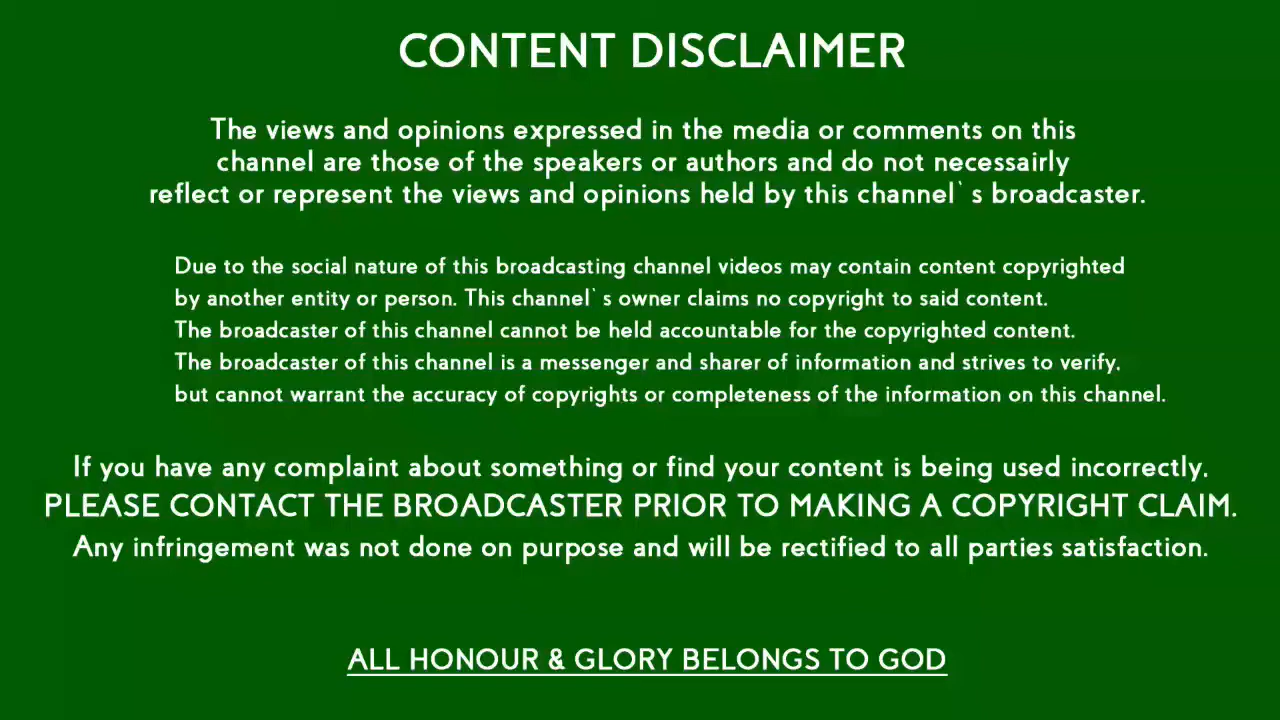 CONTENT DISCLAIMER
The views and opinions expressed in the media or comments on this
channel are those of the speakers or authors and do not necessairly
reflect or represent the views and opinions held by this channel`s broadcaster.
Due to the social nature of this broadcasting channel videos may contain content copyrighted
by another entity or person. This channel`s owner claims no copyright to said content.
The broadcaster of this channel cannot be held accountable for the copyrighted content.
The broadcaster of this channel is a messenger and sharer of information and strives to verify,
but cannot warrant the accuracy of copyrights or completeness of the information on this channel.
If you have any complaint about something or find your content is being used incorrectly,
PLEASE CONTACT THE BROADCASTER PRIOR TO MAKING A COPYRIGHT CLAIM.
Any infringement was not done on purpose and will be rectified to all parties satisfaction.
ALL HONOUR & GLORY BELONGS TO GOD